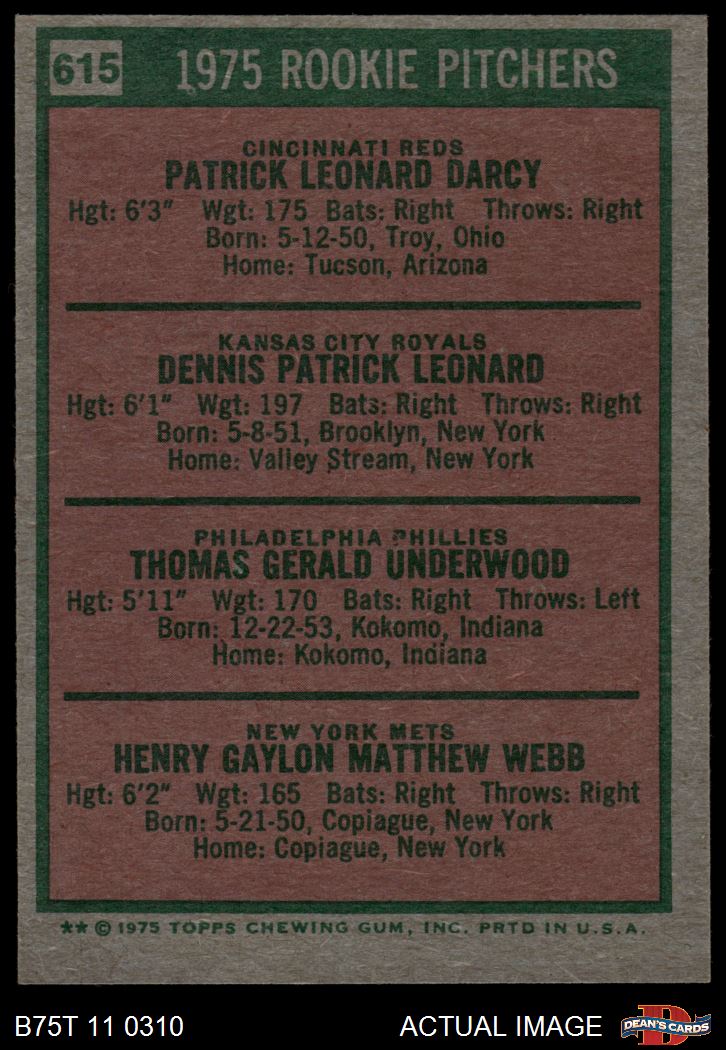 615 1975 ROOKIE PITCHERS
CINCINNATI REDS
PATRICK LEONARD DARCY
Hgt: 6'3" Wgt: 175 Bats: Right Throws: Right
Born: 5-12-50, Troy, Ohio
Home: Tucson, Arizona
KANSAS CITY ROYALS
DENNIS PATRICK LEONARD
Hgt: 6'1" Wgt: 197 Bats: Right Throws: Right
Born: 5-8-51, Brooklyn, New York
Home: Valley Stream, New York
PHILADELPHIA PHILLIES
THOMAS GERALD UNDERWOOD
Hgt: 5'11" Wgt: 170 Bats: Right Throws: Left
Born: 12-22-53, Kokomo, Indiana
Home: Kokomo, Indiana
NEW YORK METS
HENRY GAYLON MATTHEW WEBB
Hgt: 6'2" Wgt: 165 Bats: Right Throws: Right
Born: 5-21-50, Copiague, New York
Home: Copiague, New York
** © 1975 TOPPS CHEWING GUM, INC. PRTD IN U.S.A.
B75T 11 0310 ACTUAL IMAGE D DEAN'S CARDS